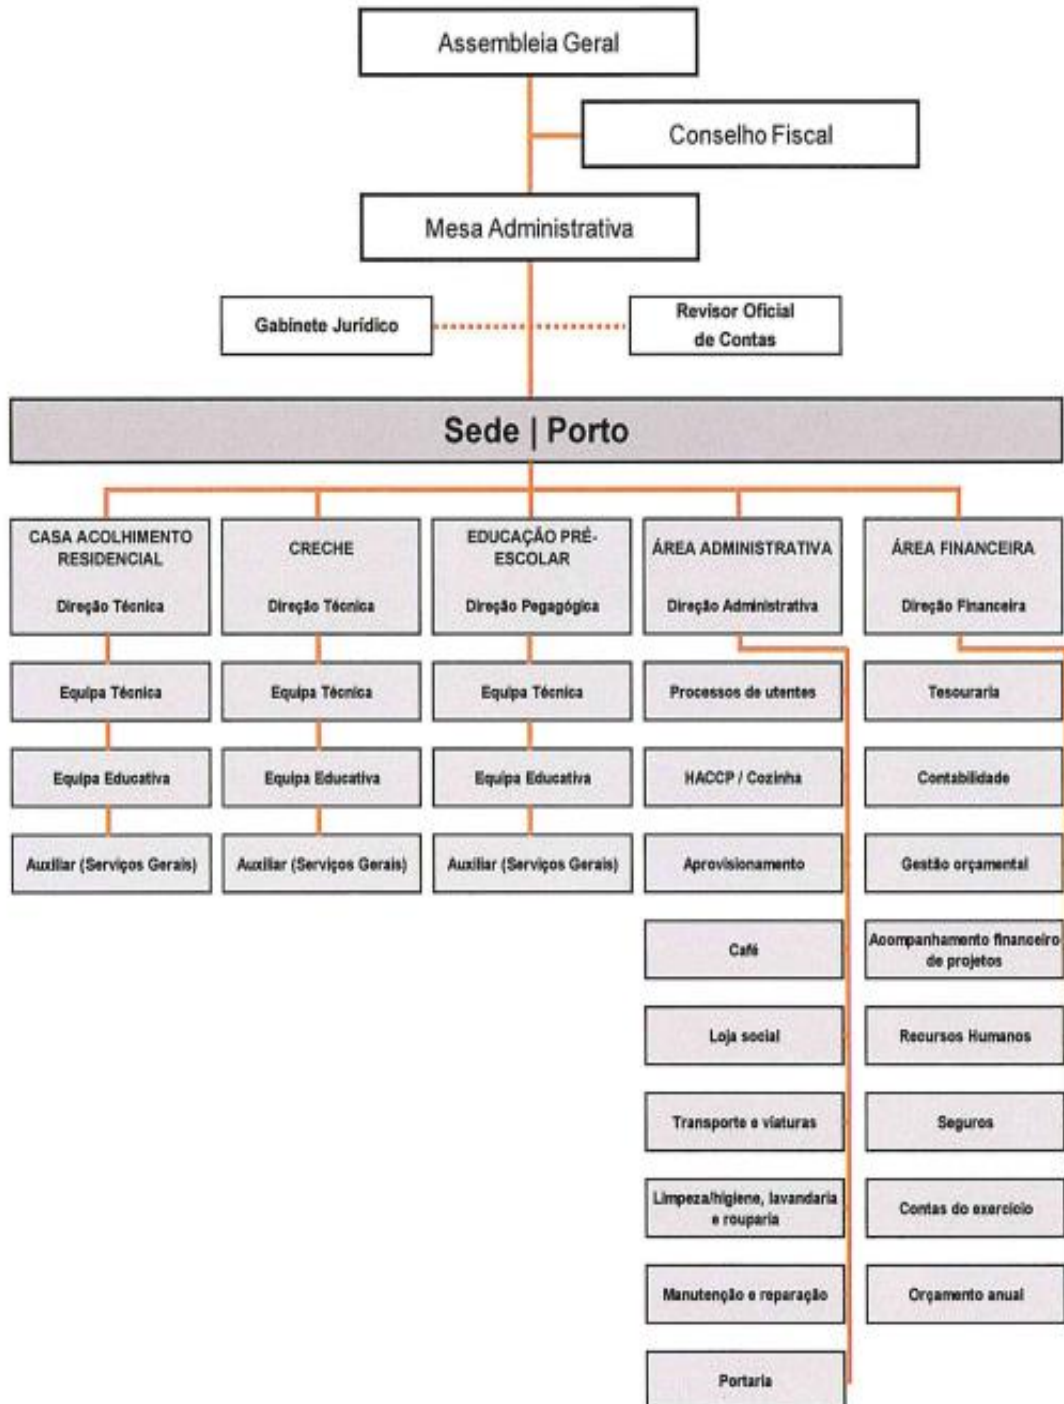 Assembleia Geral
Conselho Fiscal
Mesa Administrativa
Gabinete Jurídico
Revisor Oficial
de Contas
Sede | Porto
CASA ACOLHIMENTO
RESIDENCIAL
Direção Técnica
CRECHE
Direção Técnica
EDUCAÇÃO PRÉ-
ESCOLAR
Direção Pegagógica
ÁREA ADMINISTRATIVA
Direção Administrativa
ÁREA FINANCEIRA
Direção Financeira
Equipa Técnica
Equipa Técnica
Equipa Técnica
Processos de utentes
Tesouraria
Equipa Educativa
Equipa Educativa
Equipa Educativa
HACCP / Cozinha
Contabilidade
Auxiliar (Serviços Gerais)
Auxiliar (Serviços Gerais)
Auxiliar (Serviços Gerais)
Aprovisionamento
Gestão orçamental
Café
Acompanhamento financeiro
de projetos
Loja social
Recursos Humanos
Transporte e viaturas
Seguros
Limpeza/higiene, lavandaria
e rouparia
Contas do exercício
Manutenção e reparação
Orçamento anual
Portaria